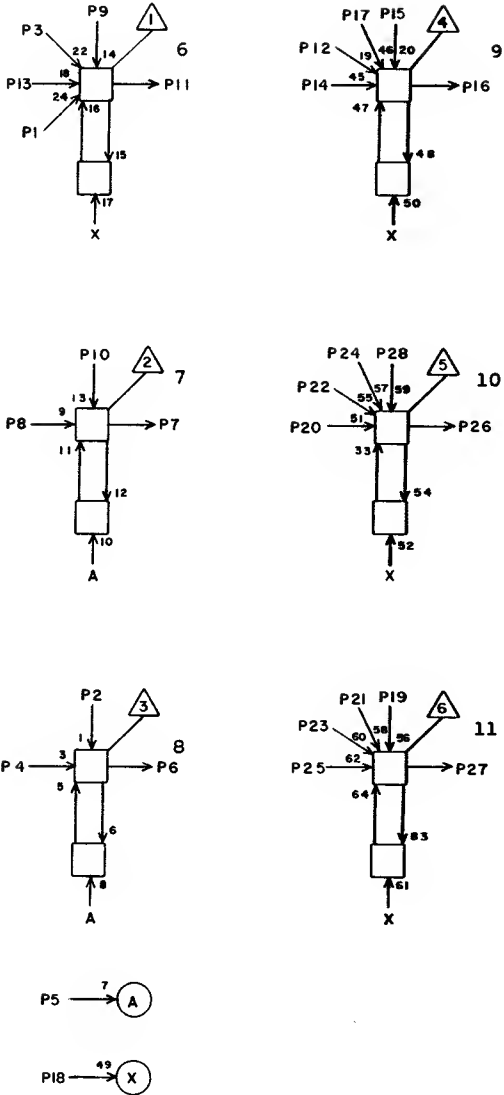 P9 1 6
P3
22 14
P13 18 P11
24
P1 16
15
17
X
P17 P15 4 9
P12 46 20
19
P14 45 P16
47
48
50
X
P10 2 7
13
P8 9 P7
11
12
10
A
P24 P28 5 10
P22 57 59
55
P20 51 P26
33
54
52
X
P2 3 8
1
P4 3 P6
5
6
8
A
P21 P19 6 11
P23 58 56
60
P25 62 P27
64
83
61
X
P5 7 A
P18 49 X